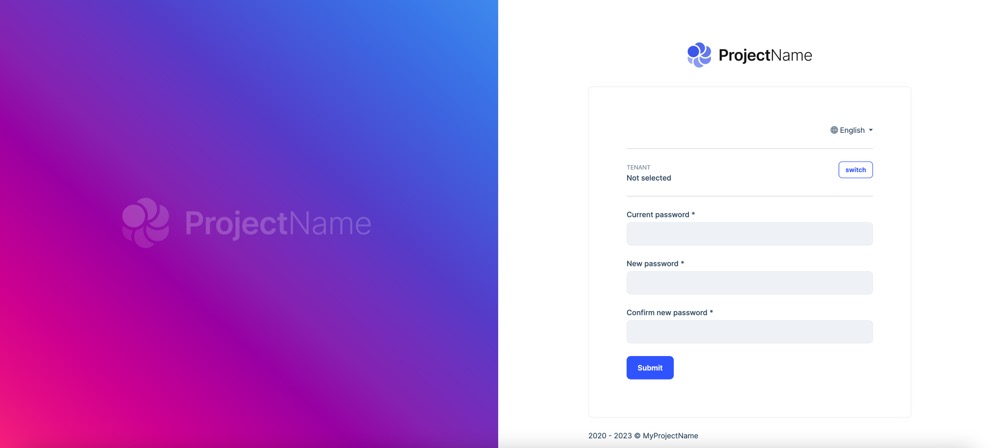 ProjectName
ProjectName
English
TENANT
Not selected
switch
Current password *
New password *
Confirm new password *
Submit
2020 - 2023 © MyProjectName